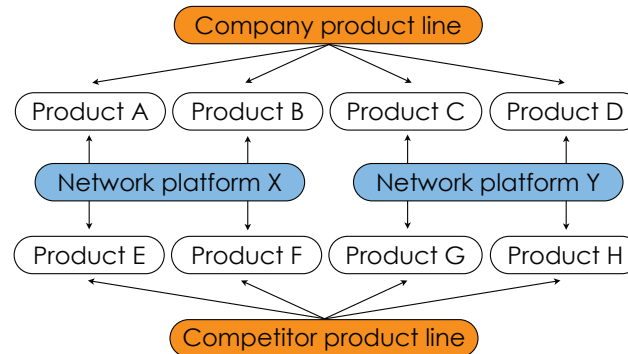 Company product line
Product A
Product B
Product C
Product D
Network platform X
Network platform Y
Product E
Product F
Product G
Product H
Competitor product line